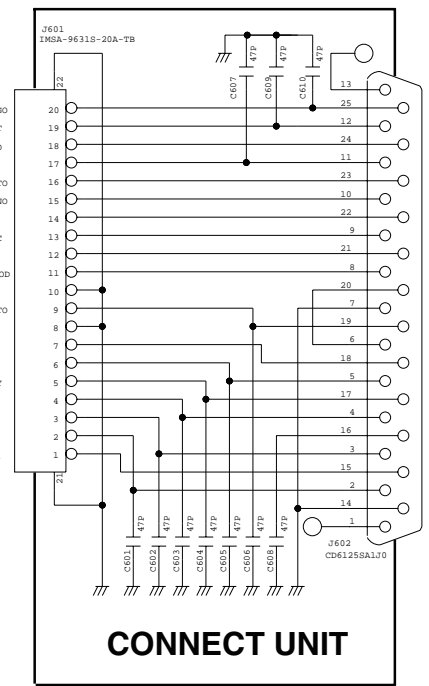 J601
IMSA-9631S-20A-TB
22
20
19
18
17
16
15
14
13
12
11
10
9
8
7
6
5
4
3
2
1
21
47P
47P
47P
C607
C609
C610
13
25
12
24
11
23
10
22
9
21
8
20
7
19
6
18
5
17
4
16
3
15
2
14
1
J602
CD6125SA1J0
47P
47P
47P
47P
47P
47P
47P
C601
C602
C603
C604
C605
C606
C608
CONNECT UNIT